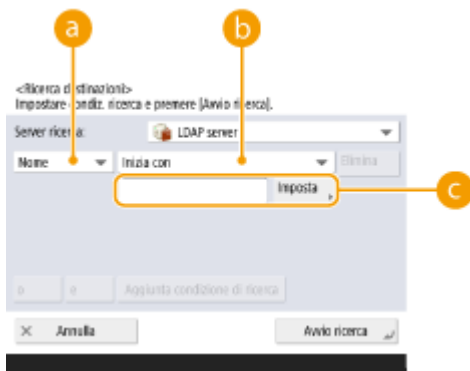 a b
<Ricerca destinazioni>
Impostare condiz. ricerca e premere [Avvio ricerca].
Server ricerca: LDAP server
Nome Inizia con Elimina
Imposta c
o e Aggiunta condizione di ricerca
× Annulla Avvio ricerca